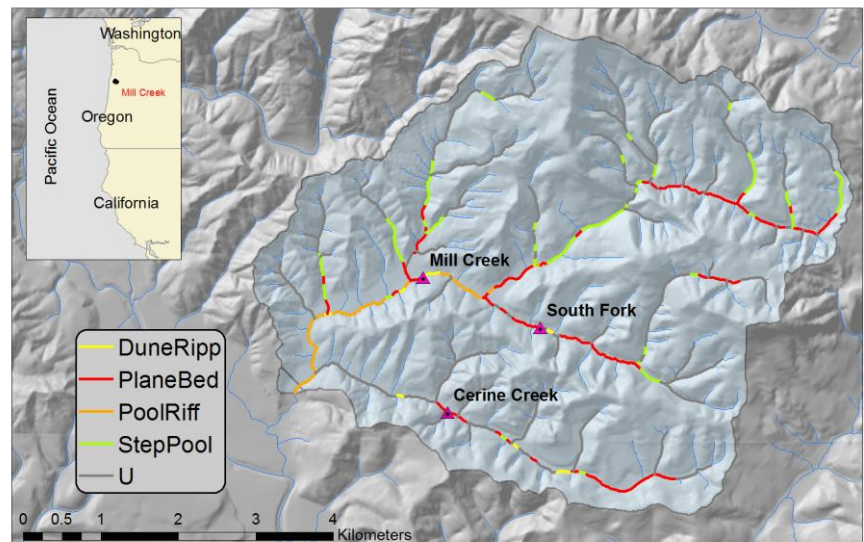 Washington
Mill Creek
Oregon
Pacific Ocean
California
Mill Creek
South Fork
Cerine Creek
DuneRipp
PlaneBed
PoolRiff
StepPool
U
0 0.5 1 2 3 4
Kilometers